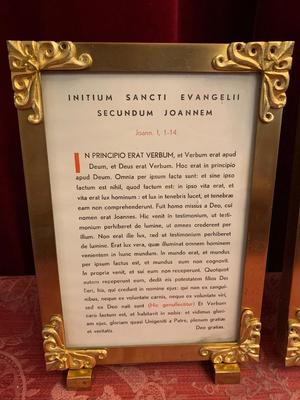 INITIUM SANCTI EVANGELII
SECUNDUM JOANNEM
Joann. 1, 1-14.
IN PRINCIPIO ERAT VERBUM, et Verbum erat apud
Deum, et Deus erat Verbum. Hoc erat in principio
apud Deum. Omnia per ipsum facta sunt: et sine ipso
factum est nihil, quod factum est: in ipso vita erat, et
vita erat lux hominum: et lux in tenebris lucet, et tenebræ
eam non comprehenderunt. Fuit homo missus a Deo, cui
nomen erat Joannes. Hic venit in testimonium, ut testi-
monium perhiberet de lumine, ut omnes crederent per
illum. Non erat ille lux, sed ut testimonium perhiberet
de lumine. Erat lux vera, quæ illuminat omnem hominem
venientem in hunc mundum. In mundo erat, et mundus
per ipsum factus est, et mundus eum non cognovit.
In propria venit, et sui eum non receperunt. Quotquot
autem receperunt eum, dedit eis potestatem filios Dei
fieri, his, qui credunt in nomine ejus: qui non ex sangui-
nibus, neque ex voluntate carnis, neque ex voluntate viri,
sed ex Deo nati sunt (Hic genuflectitur) Et Verbum
caro factum est, et habitavit in nobis: et vidimus glori-
am ejus, gloriam quasi Unigeniti a Patre, plenum gratiæ
et veritatis. Deo gratias.